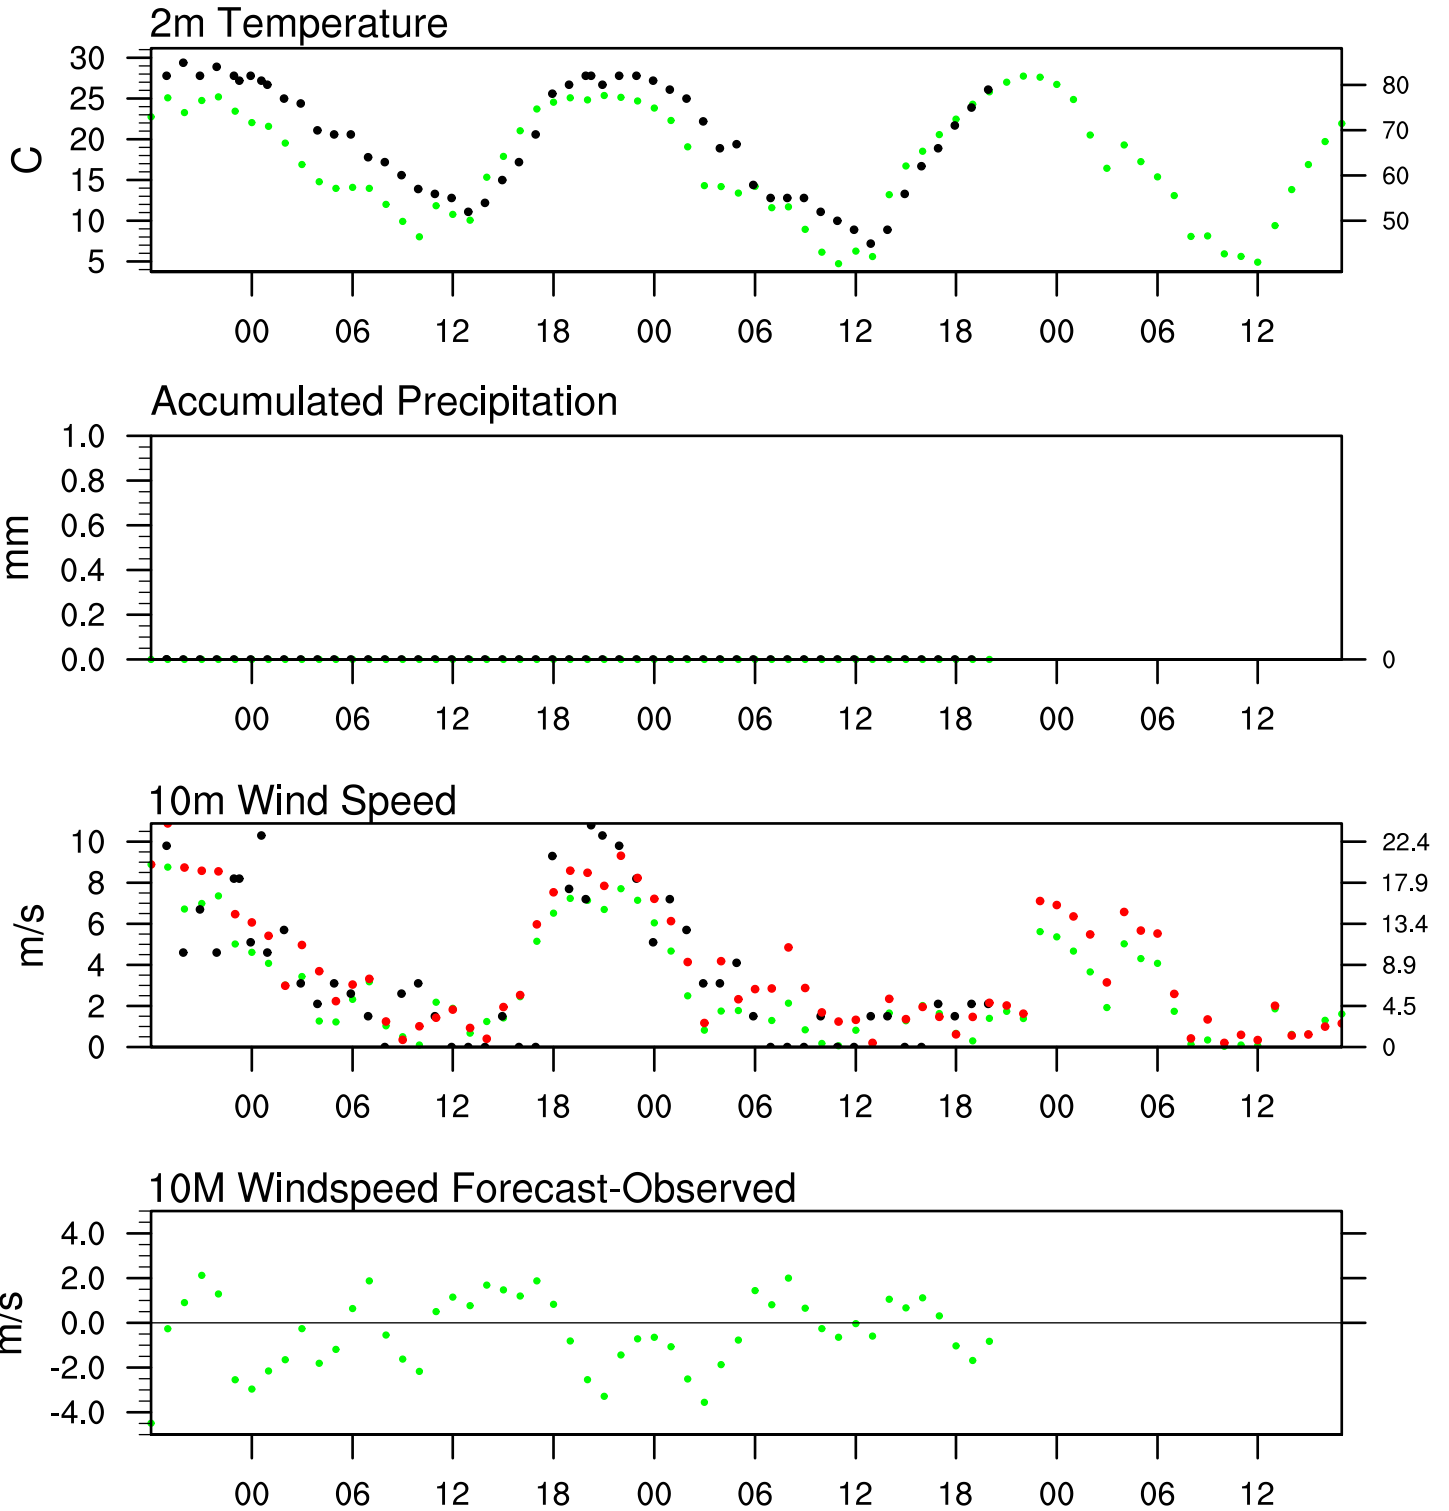 2m Temperature
30
25
20
15
10
5
C
80
70
60
50
00 06 12 18 00 06 12 18 00 06 12
Accumulated Precipitation
1.0
0.8
0.6
0.4
0.2
0.0
mm
0
00 06 12 18 00 06 12 18 00 06 12
10m Wind Speed
10
8
6
4
2
0
m/s
22.4
17.9
13.4
8.9
4.5
0
00 06 12 18 00 06 12 18 00 06 12
10M Windspeed Forecast-Observed
4.0
2.0
0.0
-2.0
-4.0
m/s
00 06 12 18 00 06 12 18 00 06 12